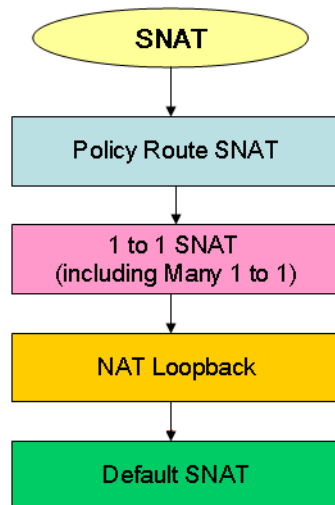 SNAT
Policy Route SNAT
1 to 1 SNAT
(including Many 1 to 1)
NAT Loopback
Default SNAT